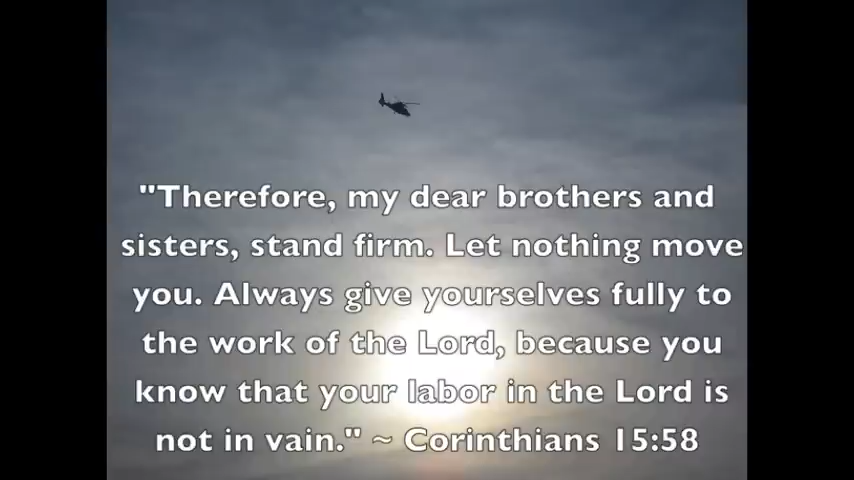 "Therefore, my dear brothers and
sisters, stand firm. Let nothing move
you. Always give yourselves fully to
the work of the Lord, because you
know that your labor in the Lord is
not in vain." ~ Corinthians 15:58